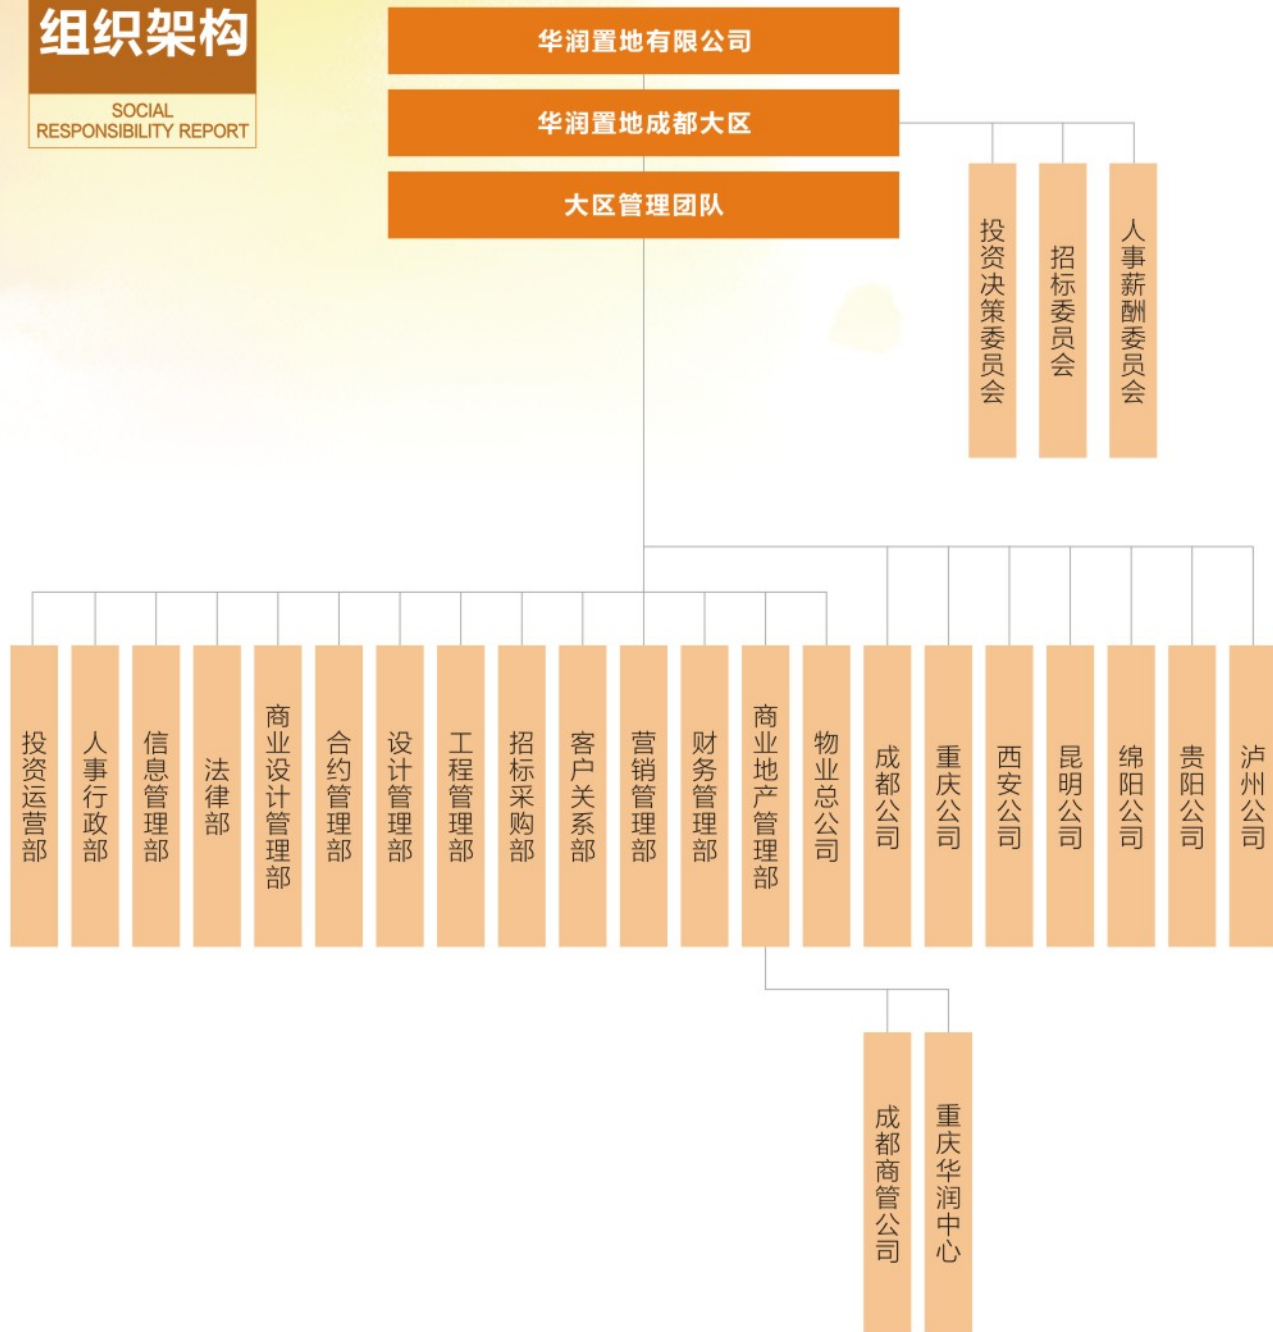 组织架构
SOCIAL
RESPONSIBILITY REPORT
华润置地有限公司
华润置地成都大区
大区管理团队
投资决策委员会
招标委员会
人事薪酬委员会
投资运营部
人事行政部
信息管理部
法律部
商业设计管理部
合约管理部
设计管理部
工程管理部
招标采购部
客户关系部
营销管理部
财务管理部
商业地产管理部
物业总公司
成都公司
重庆公司
西安公司
昆明公司
绵阳公司
贵阳公司
泸州公司
成都商管公司
重庆华润中心